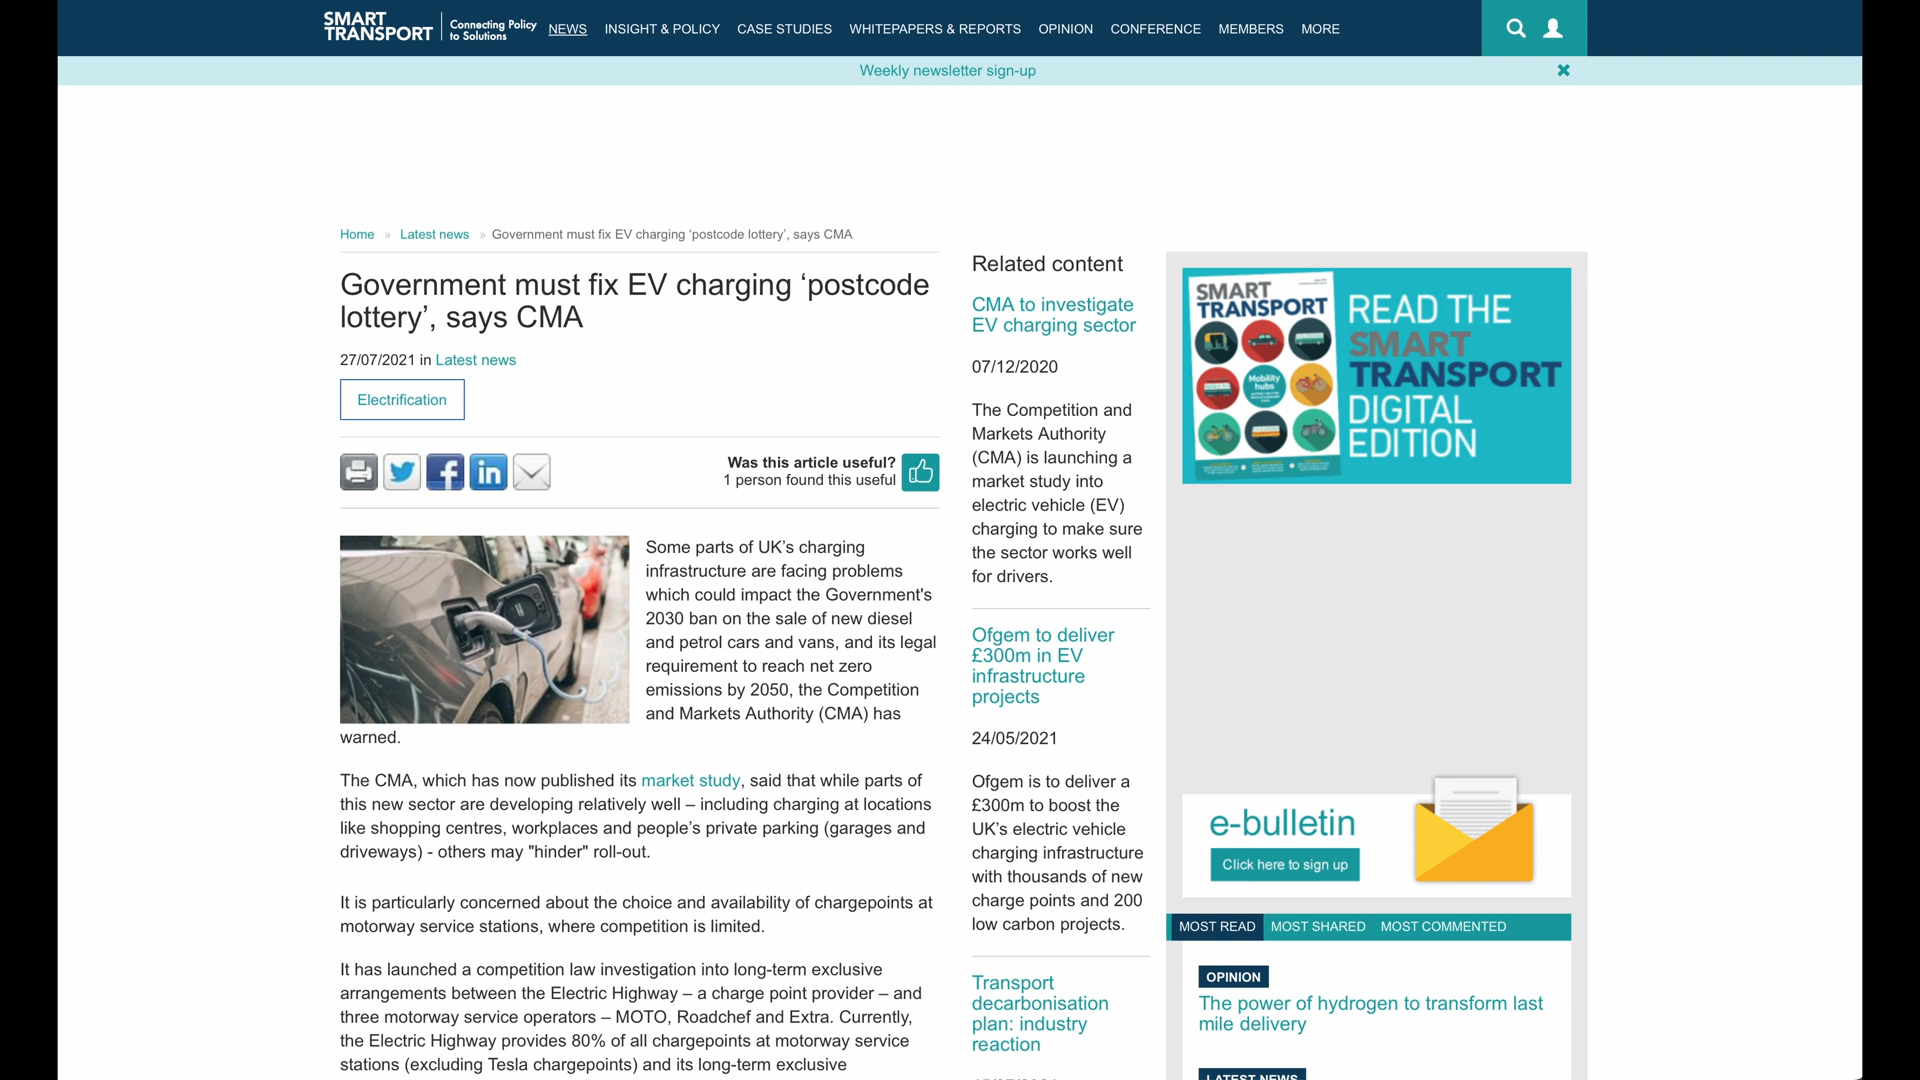 SMART TRANSPORT
Connecting Policy to Solutions
NEWS INSIGHT & POLICY CASE STUDIES WHITEPAPERS & REPORTS OPINION CONFERENCE MEMBERS MORE
Weekly newsletter sign-up
Home » Latest news » Government must fix EV charging ‘postcode lottery’, says CMA
Government must fix EV charging ‘postcode
lottery’, says CMA
27/07/2021 in Latest news
Electrification
Was this article useful?
1 person found this useful
Some parts of UK’s charging
infrastructure are facing problems
which could impact the Government's
2030 ban on the sale of new diesel
and petrol cars and vans, and its legal
requirement to reach net zero
emissions by 2050, the Competition
and Markets Authority (CMA) has
warned.
The CMA, which has now published its market study, said that while parts of
this new sector are developing relatively well – including charging at locations
like shopping centres, workplaces and people’s private parking (garages and
driveways) - others may "hinder" roll-out.
It is particularly concerned about the choice and availability of chargepoints at
motorway service stations, where competition is limited.
It has launched a competition law investigation into long-term exclusive
arrangements between the Electric Highway – a charge point provider – and
three motorway service operators – MOTO, Roadchef and Extra. Currently,
the Electric Highway provides 80% of all chargepoints at motorway service
stations (excluding Tesla chargepoints) and its long-term exclusive
Related content
CMA to investigate
EV charging sector
07/12/2020
The Competition and
Markets Authority
(CMA) is launching a
market study into
electric vehicle (EV)
charging to make sure
the sector works well
for drivers.
Ofgem to deliver
£300m in EV
infrastructure
projects
24/05/2021
Ofgem is to deliver a
£300m to boost the
UK’s electric vehicle
charging infrastructure
with thousands of new
charge points and 200
low carbon projects.
Transport
decarbonisation
plan: industry
reaction
SMART
TRANSPORT
Mobility
hubs
READ THE
SMART
TRANSPORT
DIGITAL
EDITION
e-bulletin
Click here to sign up
MOST READ MOST SHARED MOST COMMENTED
OPINION
The power of hydrogen to transform last
mile delivery
LATEST NEWS